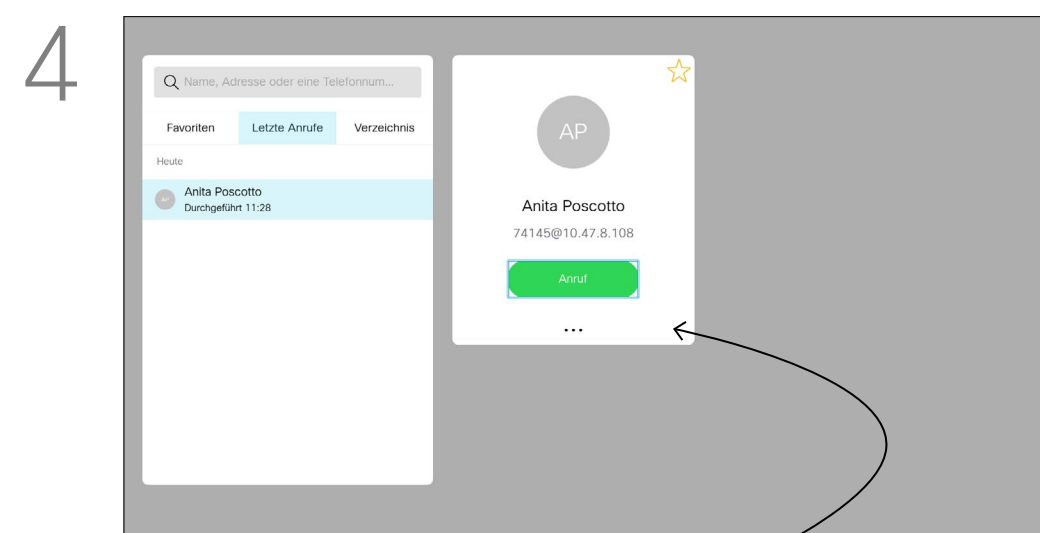 4
Name, Adresse oder eine Telefonnum...
Favoriten Letzte Anrufe Verzeichnis
Heute
AP
Anita Poscotto
Durchgeführt 11:28
AP
Anita Poscotto
74145@10.47.8.108
Anruf
...